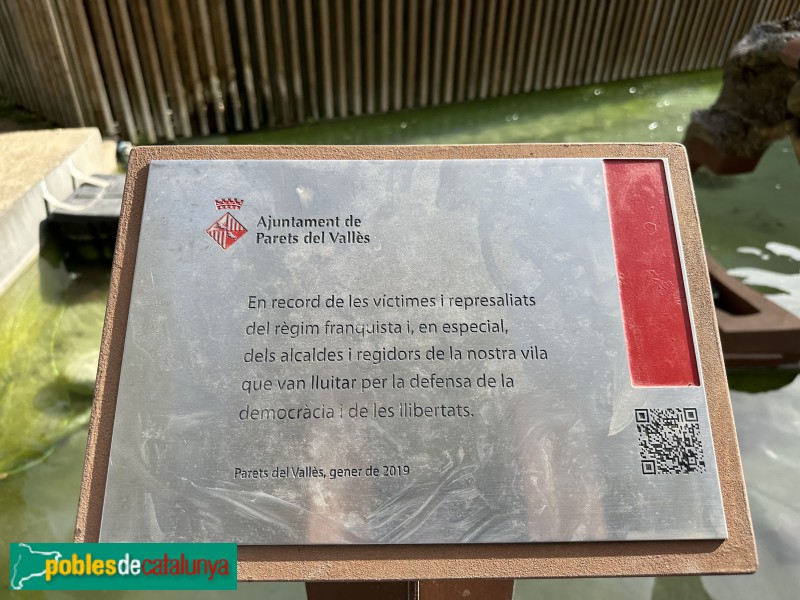 Ajuntament de
Parets del Vallès
En record de les víctimes i represaliats
del règim franquista i, en especial,
dels alcaldes i regidors de la nostra vila
que van lluitar per la defensa de la
democràcia i de les llibertats.
Parets del Vallès, gener de 2019
poblesdecatalunya